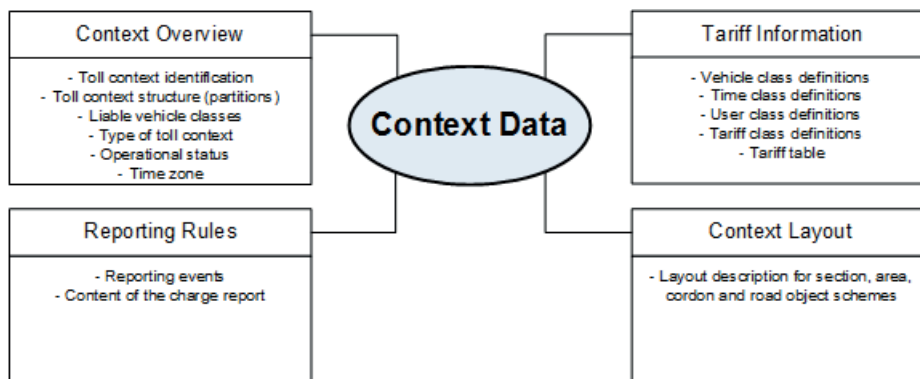 Context Overview
- Toll context identification
- Toll context structure (partitions)
- Liable vehicle classes
- Type of toll context
- Operational status
- Time zone
Context Data
Tariff Information
- Vehicle class definitions
- Time class definitions
- User class definitions
- Tariff class definitions
- Tariff table
Reporting Rules
- Reporting events
- Content of the charge report
Context Layout
- Layout description for section, area,
cordon and road object schemes